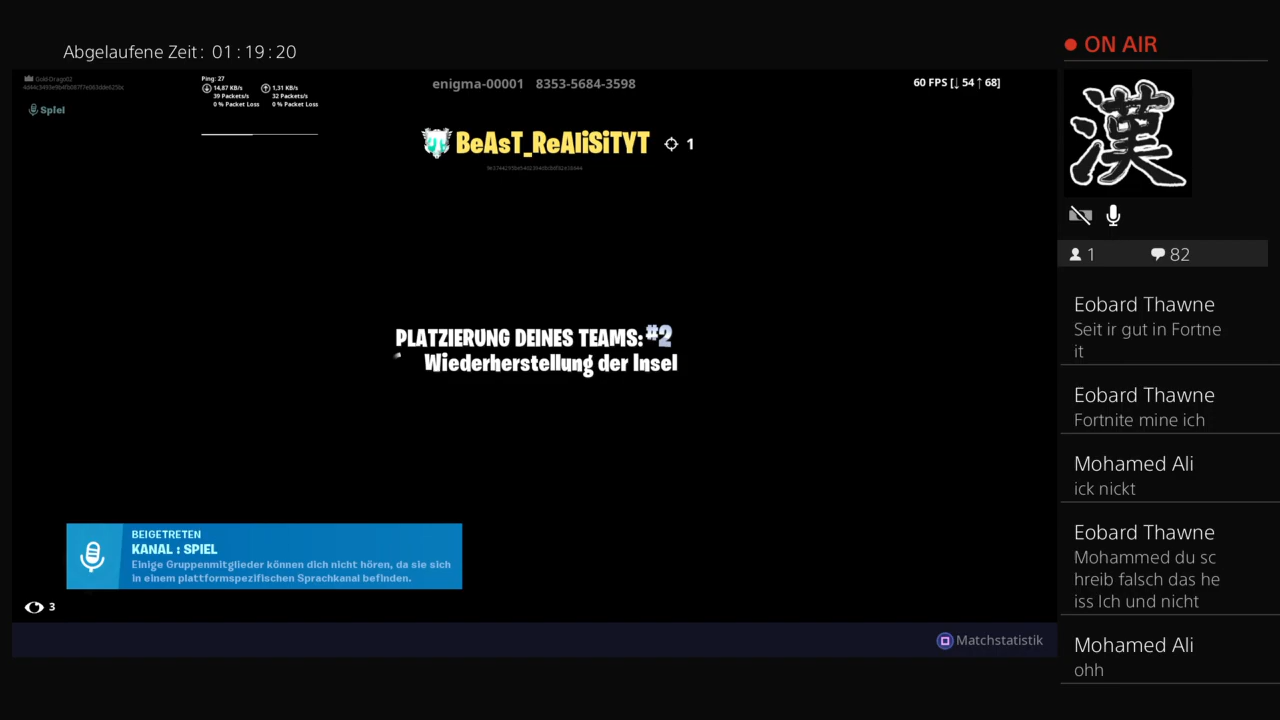 Abgelaufene Zeit: 01:19:20
ON AIR
Gold-Drago02
Ping: 27
14,87 KB/s
1,31 KB/s
39 Packets/s
32 Packets/s
0 % Packet Loss
0 % Packet Loss
enigma-00001 8353-5684-3598
60 FPS [↓ 54 ↑ 68]
Spiel
BeAsT_ReAliSiTYT 1
漢
1 82
PLATZIERUNG DEINES TEAMS: #2
Wiederherstellung der Insel
BEIGETRETEN
KANAL : SPIEL
Einige Gruppenmitglieder können dich nicht hören, da sie sich
in einem plattformspezifischen Sprachkanal befinden.
3
Matchstatistik
Eobard Thawne
Seit ir gut in Fortne
it
Eobard Thawne
Fortnite mine ich
Mohamed Ali
ick nickt
Eobard Thawne
Mohammed du sc
hreib falsch das he
iss Ich und nicht
Mohamed Ali
ohh